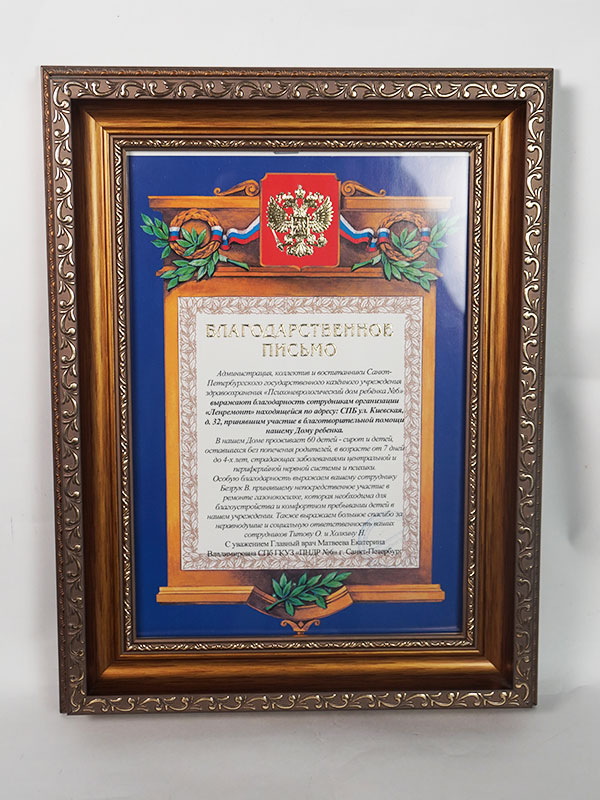 БЛАГОДАРСТВЕННОЕ
ПИСЬМО
Администрация, коллектив и воспитанники Санкт-
Петербургского государственного казённого учреждения
здравоохранения «Психоневрологический дом ребёнка №6»
выражают благодарность сотрудникам организации
«Ленремонт» находящейся по адресу: СПБ ул. Киевская,
д. 32, принявшим участие в благотворительной помощи
нашему Дому ребенка.
В нашем Доме проживает 60 детей - сирот и детей,
оставшихся без попечения родителей, в возрасте от 7 дней
до 4-х лет, страдающих заболеваниями центральной и
периферийной нервной системы и психики.
Особую благодарность выражаем вашему сотруднику
Безрук В. принявшему непосредственное участие в
ремонте газонокосилке, которая необходима для
благоустройства и комфортном пребывании детей в
нашем учреждении. Также выражаем большое спасибо за
неравнодушие и социальную ответственность ваших
сотрудников Титову О. и Холкину Н.
С уважением Главный врач Матвеева Екатерина
Владимировна СПб ГКУЗ «ПНДР №6» г. Санкт-Петербург